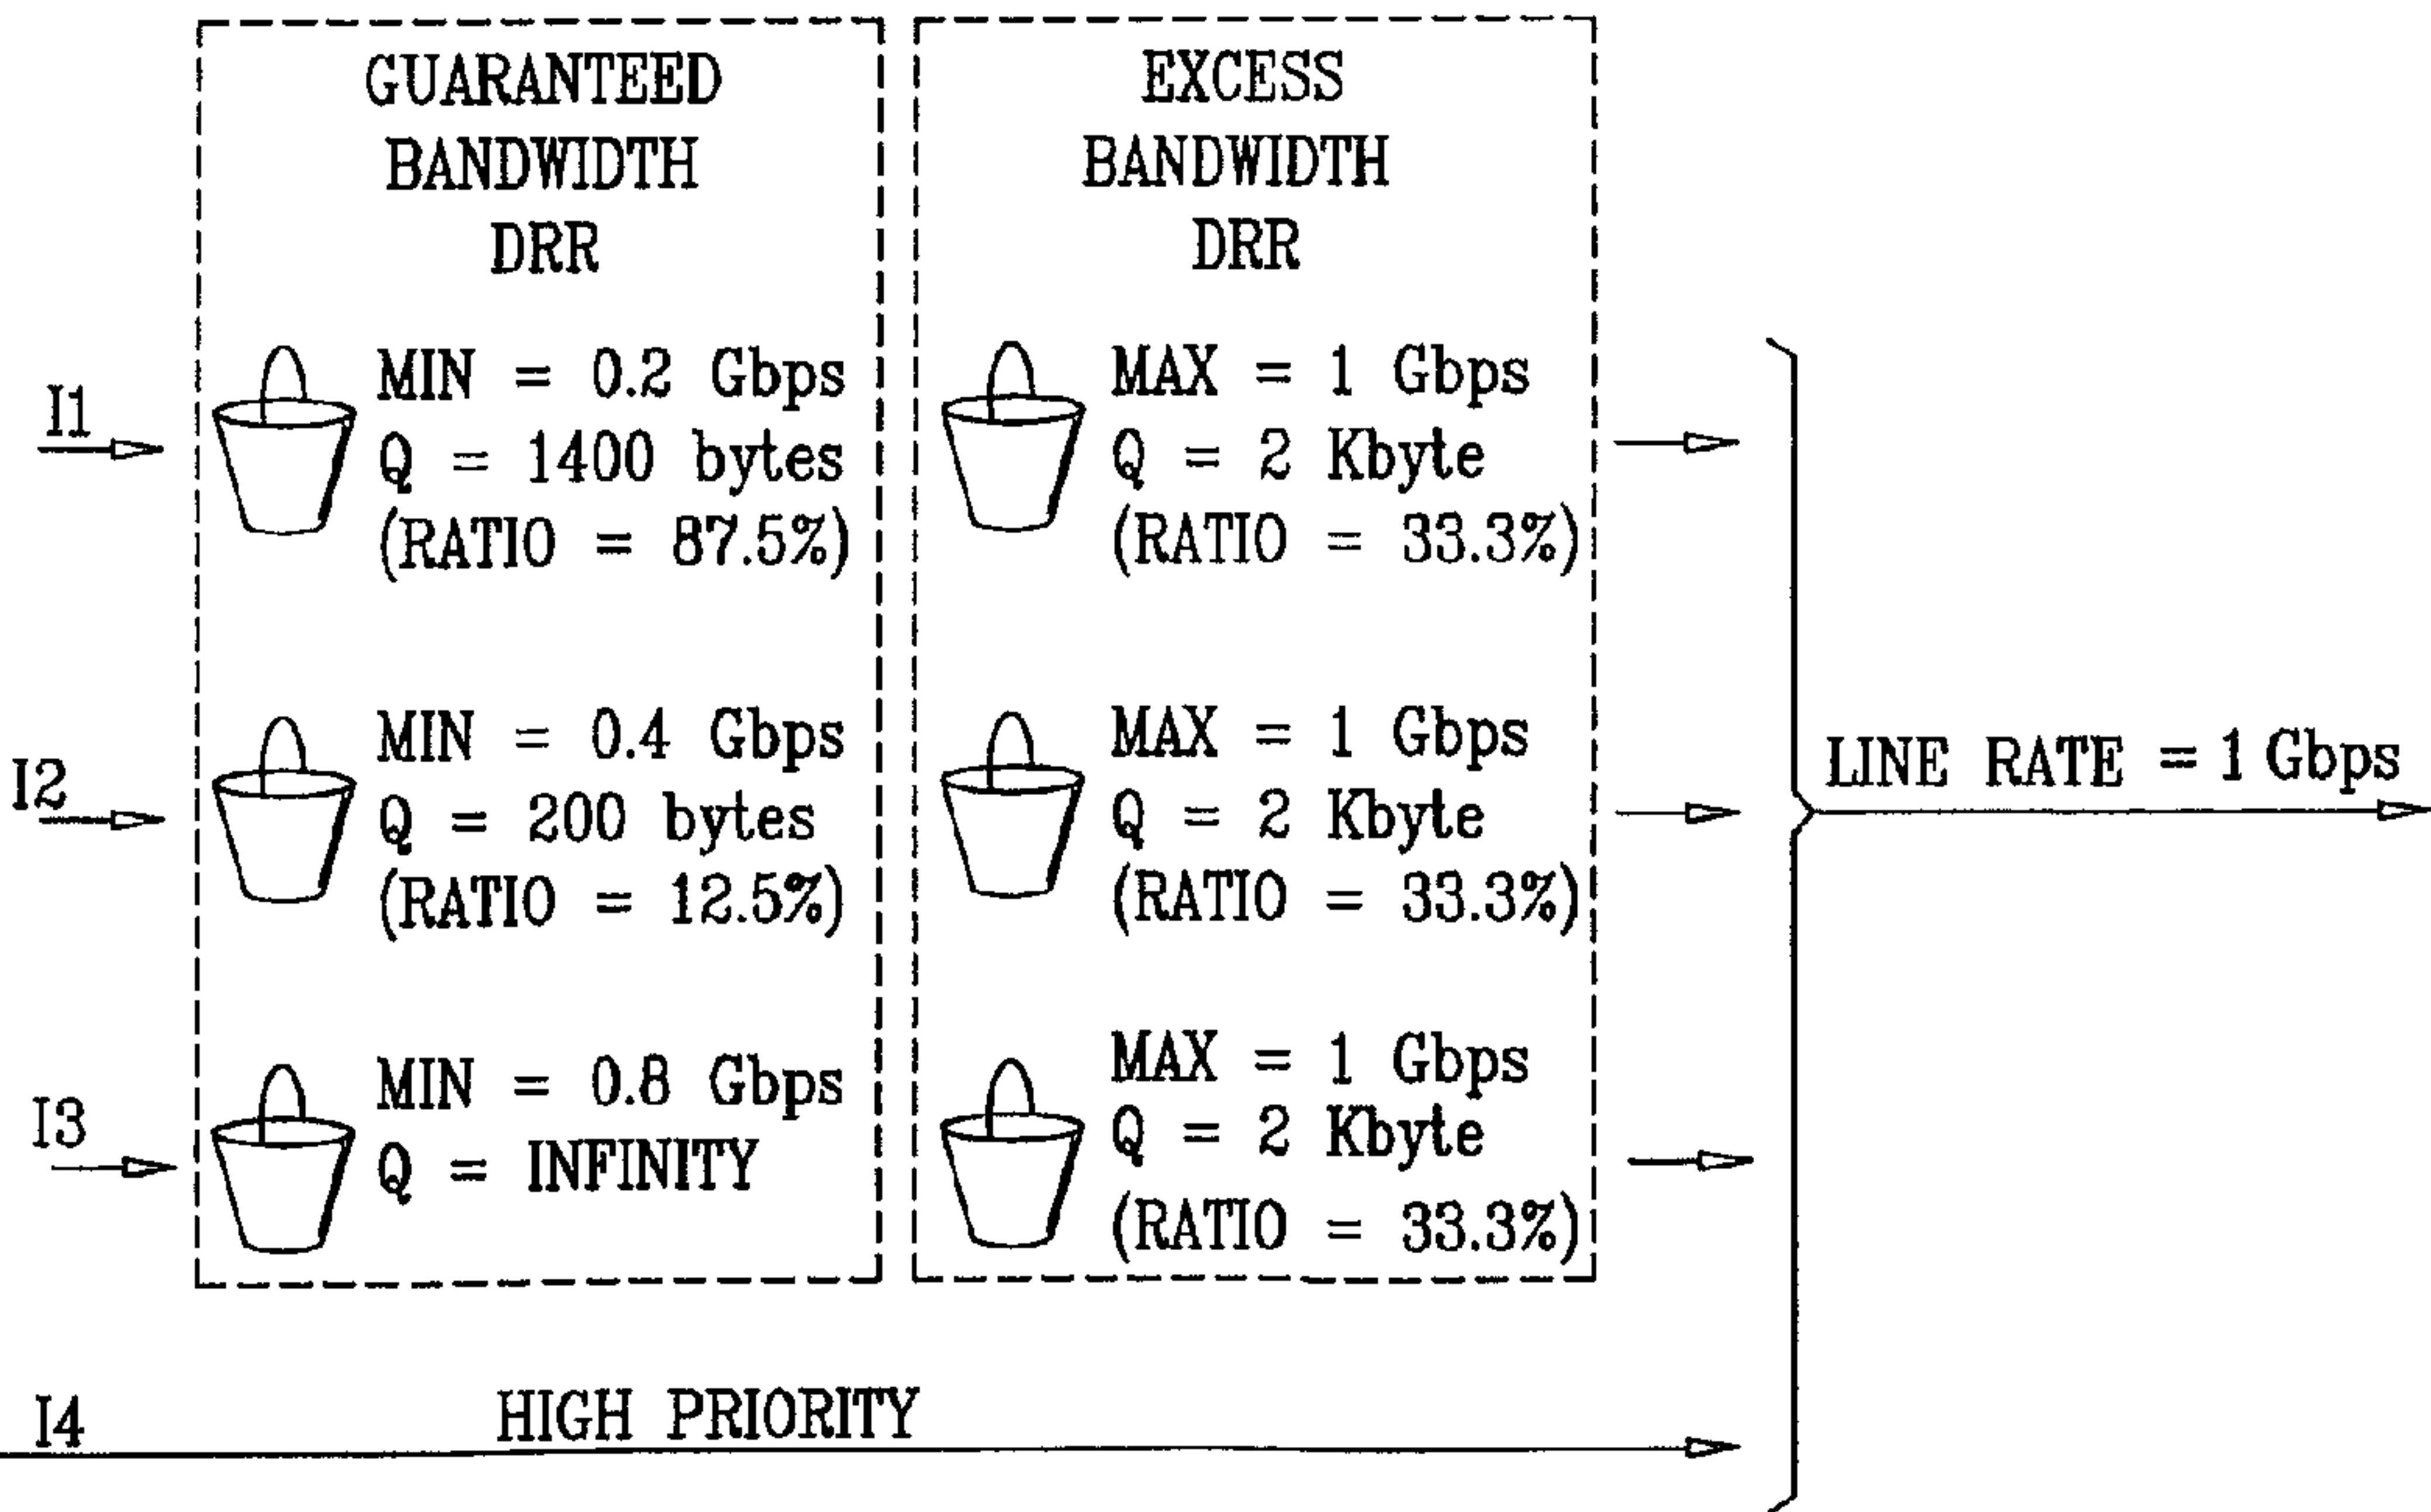 GUARANTEED
BANDWIDTH
DRR
EXCESS
BANDWIDTH
DRR
I1
MIN = 0.2 Gbps
Q = 1400 bytes
(RATIO = 87.5%)
MAX = 1 Gbps
Q = 2 Kbyte
(RATIO = 33.3%)
I2
MIN = 0.4 Gbps
Q = 200 bytes
(RATIO = 12.5%)
MAX = 1 Gbps
Q = 2 Kbyte
(RATIO = 33.3%)
LINE RATE = 1 Gbps
I3
MIN = 0.8 Gbps
Q = INFINITY
MAX = 1 Gbps
Q = 2 Kbyte
(RATIO = 33.3%)
I4
HIGH PRIORITY